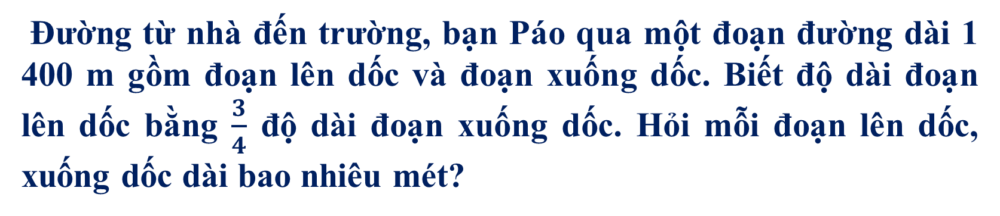 Đường từ nhà đến trường, bạn Páo qua một đoạn đường dài 1
400 m gồm đoạn lên dốc và đoạn xuống dốc. Biết độ dài đoạn
lên dốc bằng 3/4 độ dài đoạn xuống dốc. Hỏi mỗi đoạn lên dốc,
xuống dốc dài bao nhiêu mét?